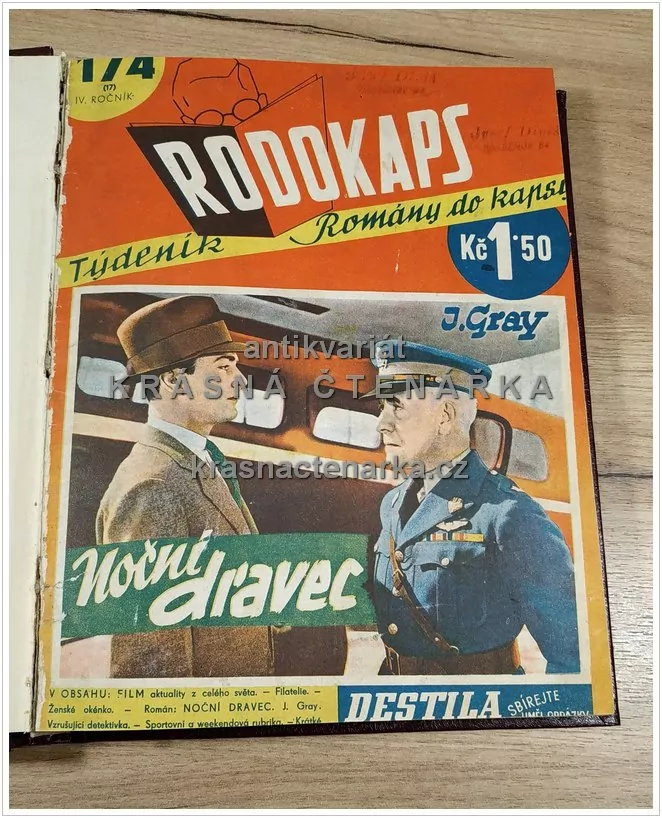 174
(17)
IV. ROČNÍK
RODOKAPS
Týdeník Romány do kapsy
Kč 1·50
J. Gray
antikvariát
KRÁSNÁ ČTENÁŘKA
krasnactenarka.cz
Noční
dravec
V OBSAHU: FILM aktuality z celého světa. – Filatelie. –
Ženské okénko. – Román: NOČNÍ DRAVEC. J. Gray.
Vzrušující detektivka. – Sportovní a weekendová rubrika. – Krátké
DESTILA
SBÍREJTE
UMĚL. OBRÁZKY